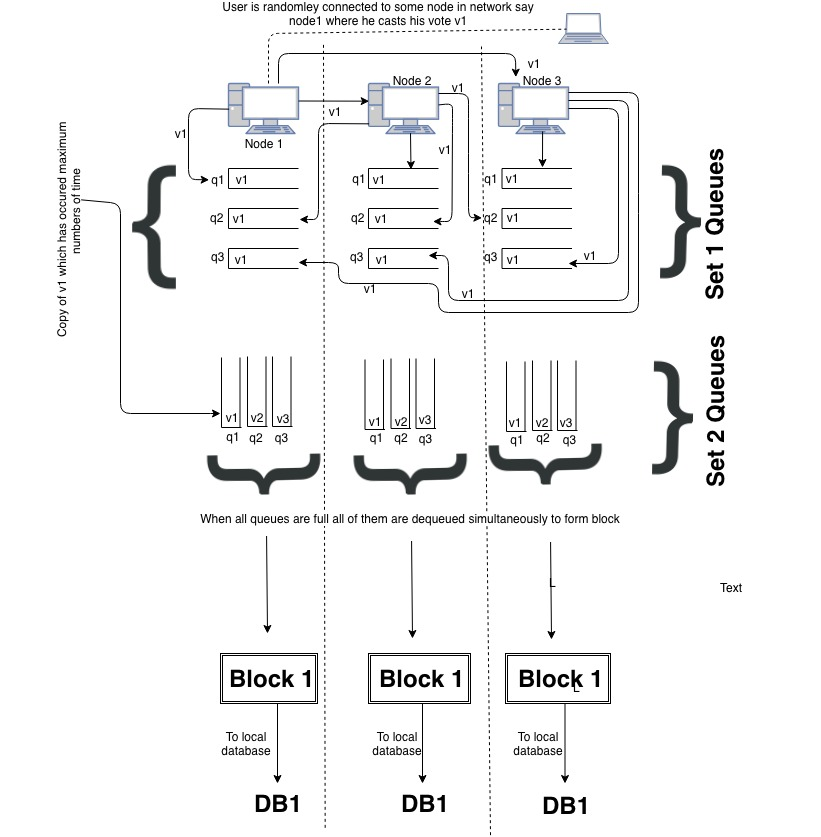 User is randomley connected to some node in network say
node1 where he casts his vote v1
v1
Node 2
Node 3
v1
v1
Node 1
v1
v1
Copy of v1 which has occured maximum
numbers of time
q1 v1
q1 v1
q1 v1
q2 v1
q2 v1
q2 v1
q3 v1
q3 v1
q3 v1
v1
v1
v1
Set 1 Queues
v1 v2 v3
q1 q2 q3
v1 v2 v3
q1 q2 q3
v1 v2 v3
q1 q2 q3
Set 2 Queues
When all queues are full all of them are dequeued simultaneously to form block
L
Text
Block 1
Block 1
Block 1
L
To local
database
To local
database
To local
database
DB1
DB1
DB1